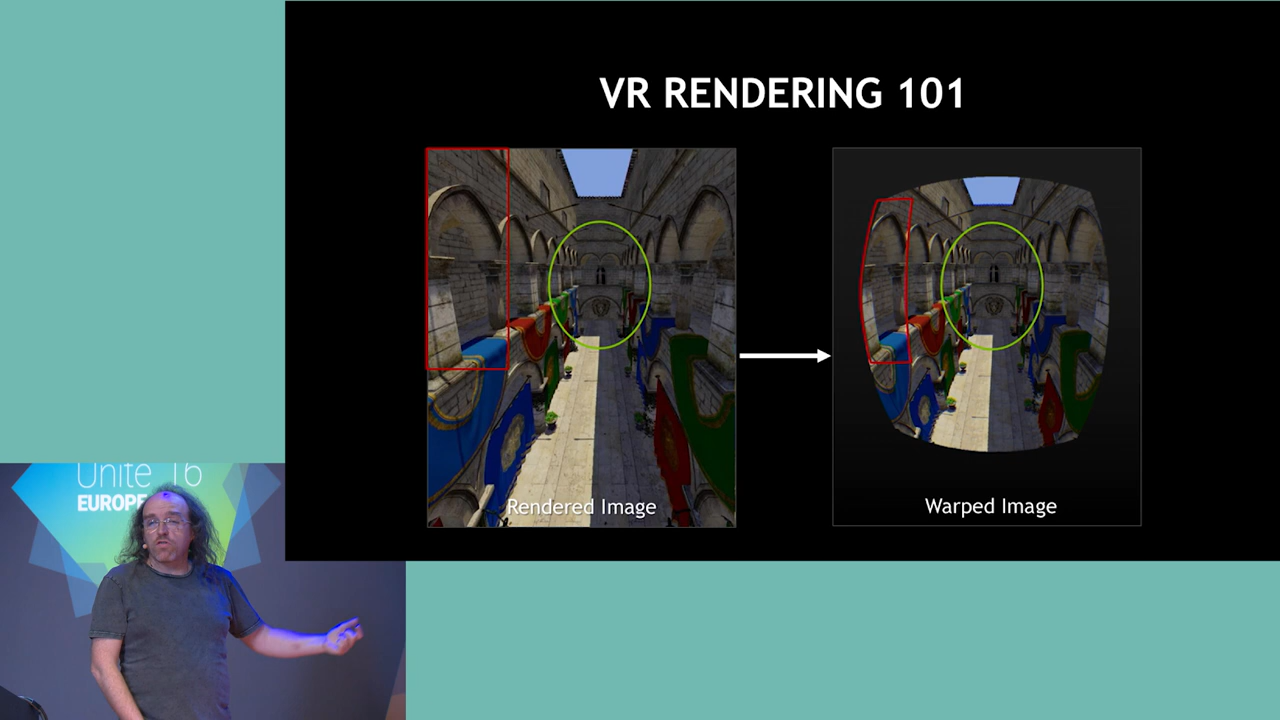 VR RENDERING 101
Rendered Image
Warped Image
Unite 16
EUROPE